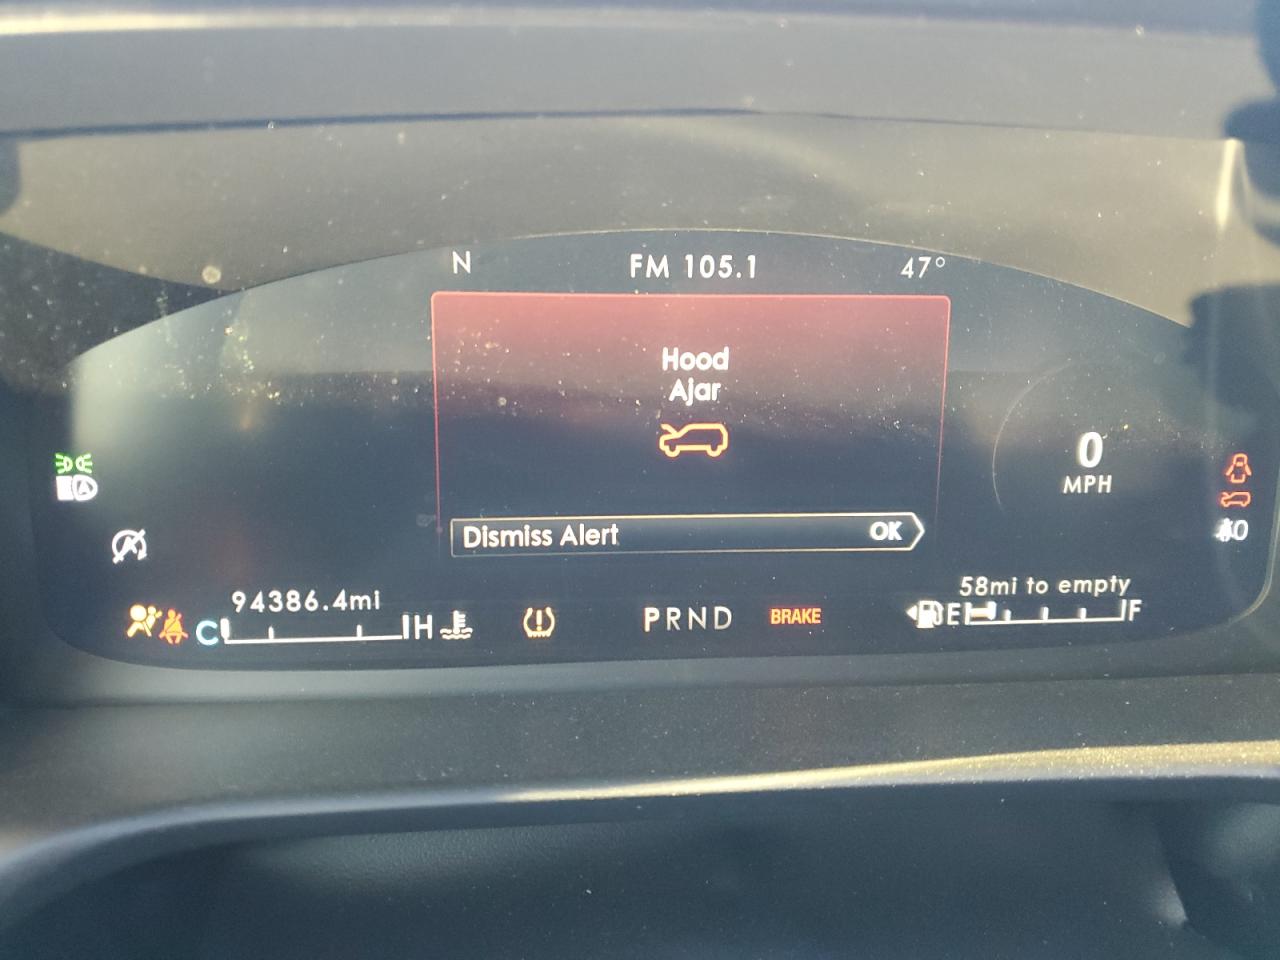 N FM 105.1 47°
Hood
Ajar
0
MPH
Dismiss Alert OK
58mi to empty
94386.4mi
C H PRND BRAKE E F